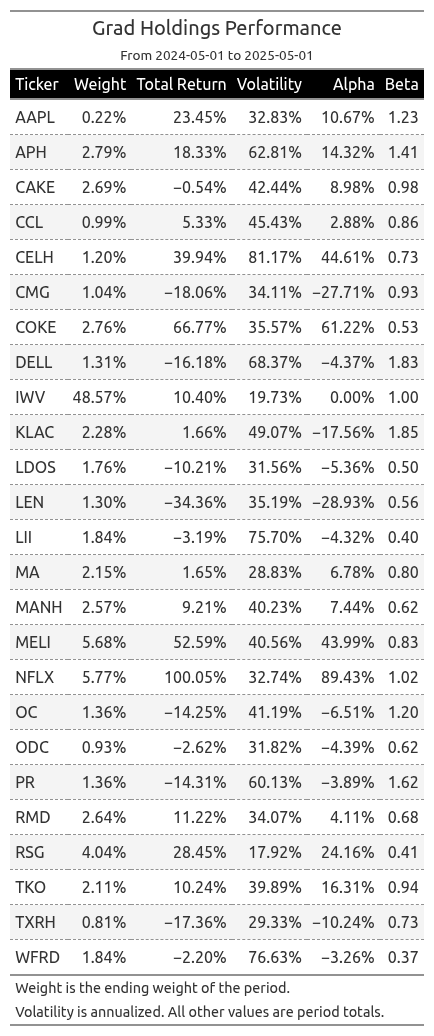 Grad Holdings Performance
From 2024-05-01 to 2025-05-01
Ticker Weight Total Return Volatility Alpha Beta
AAPL 0.22% 23.45% 32.83% 10.67% 1.23
APH 2.79% 18.33% 62.81% 14.32% 1.41
CAKE 2.69% −0.54% 42.44% 8.98% 0.98
CCL 0.99% 5.33% 45.43% 2.88% 0.86
CELH 1.20% 39.94% 81.17% 44.61% 0.73
CMG 1.04% −18.06% 34.11% −27.71% 0.93
COKE 2.76% 66.77% 35.57% 61.22% 0.53
DELL 1.31% −16.18% 68.37% −4.37% 1.83
IWV 48.57% 10.40% 19.73% 0.00% 1.00
KLAC 2.28% 1.66% 49.07% −17.56% 1.85
LDOS 1.76% −10.21% 31.56% −5.36% 0.50
LEN 1.30% −34.36% 35.19% −28.93% 0.56
LII 1.84% −3.19% 75.70% −4.32% 0.40
MA 2.15% 1.65% 28.83% 6.78% 0.80
MANH 2.57% 9.21% 40.23% 7.44% 0.62
MELI 5.68% 52.59% 40.56% 43.99% 0.83
NFLX 5.77% 100.05% 32.74% 89.43% 1.02
OC 1.36% −14.25% 41.19% −6.51% 1.20
ODC 0.93% −2.62% 31.82% −4.39% 0.62
PR 1.36% −14.31% 60.13% −3.89% 1.62
RMD 2.64% 11.22% 34.07% 4.11% 0.68
RSG 4.04% 28.45% 17.92% 24.16% 0.41
TKO 2.11% 10.24% 39.89% 16.31% 0.94
TXRH 0.81% −17.36% 29.33% −10.24% 0.73
WFRD 1.84% −2.20% 76.63% −3.26% 0.37
Weight is the ending weight of the period.
Volatility is annualized. All other values are period totals.